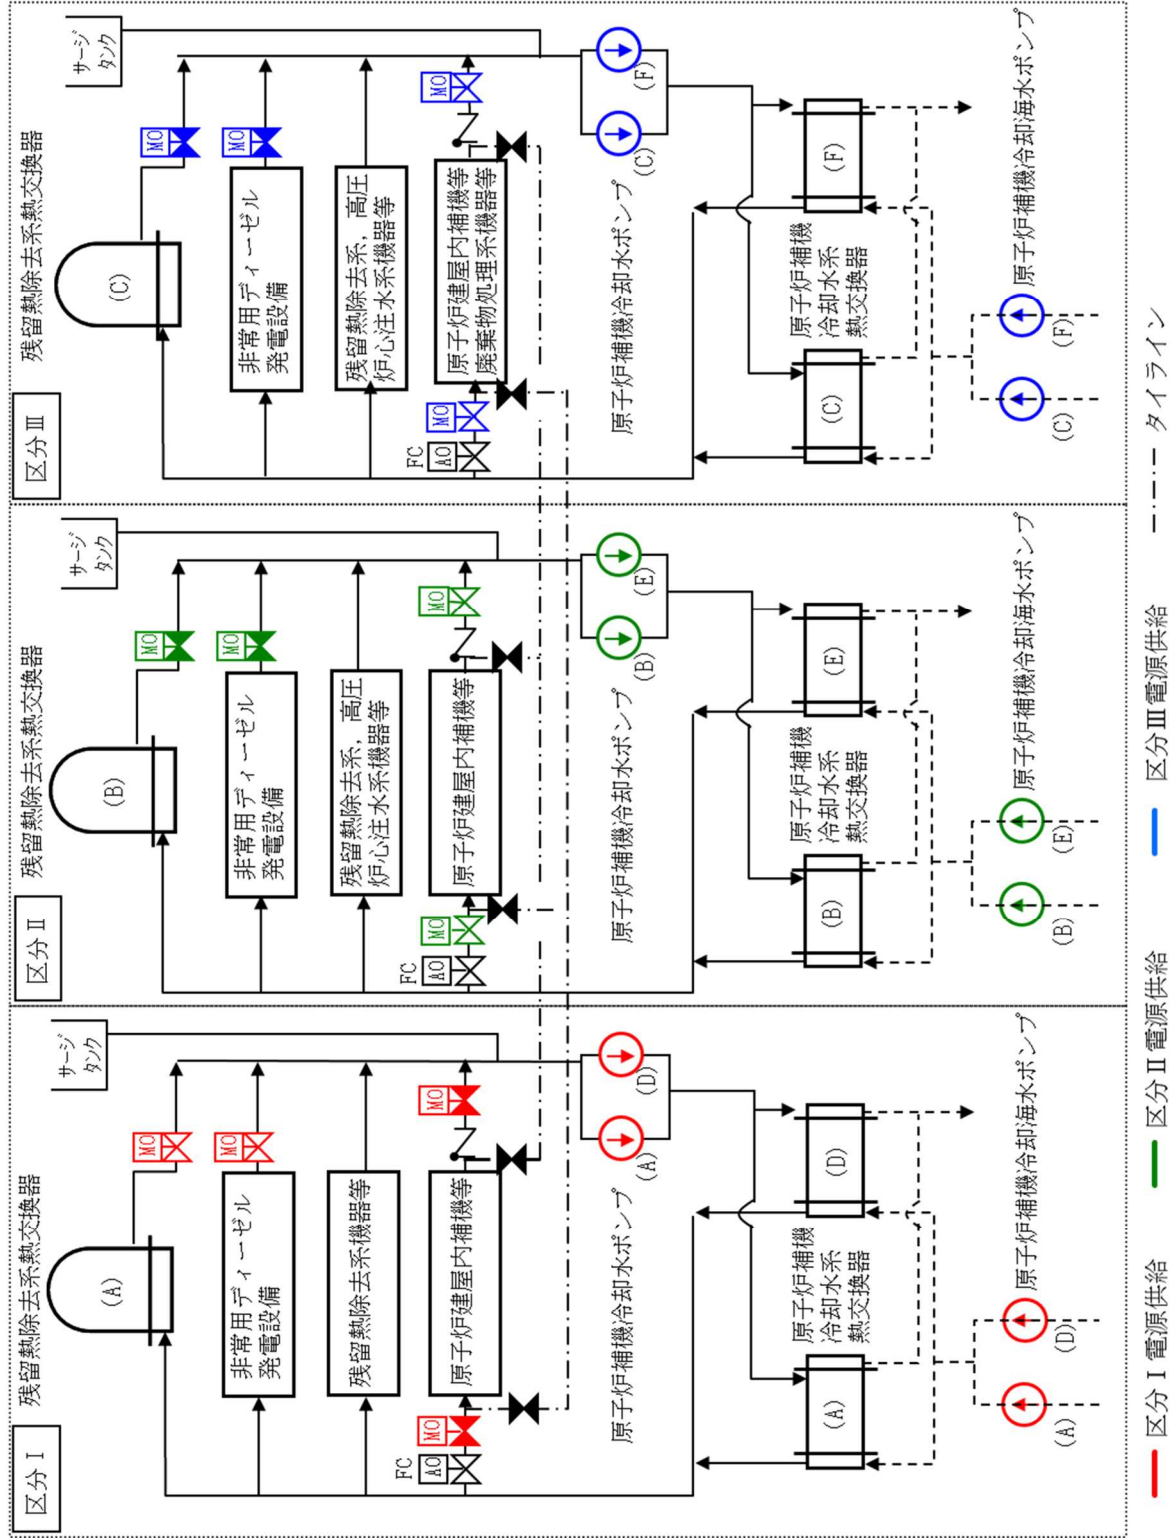 区分Ⅰ
残留熱除去系熱交換器
サージ
タンク
(A)
MO
非常用ディーゼル
発電設備
MO
残留熱除去系機器等
FC
AO
MO
原子炉建屋内補機等
MO
原子炉補機冷却水ポンプ
(A)
(D)
原子炉補機
冷却水系
熱交換器
(A)
(D)
原子炉補機冷却海水ポンプ
(A)
(D)
区分Ⅱ
残留熱除去系熱交換器
サージ
タンク
(B)
MO
非常用ディーゼル
発電設備
MO
残留熱除去系，高圧
炉心注水系機器等
FC
AO
MO
原子炉建屋内補機等
MO
原子炉補機冷却水ポンプ
(B)
(E)
原子炉補機
冷却水系
熱交換器
(B)
(E)
原子炉補機冷却海水ポンプ
(B)
(E)
区分Ⅲ
残留熱除去系熱交換器
サージ
タンク
(C)
MO
非常用ディーゼル
発電設備
MO
残留熱除去系，高圧
炉心注水系機器等
FC
AO
MO
原子炉建屋内補機等
廃棄物処理系機器等
MO
原子炉補機冷却水ポンプ
(C)
(F)
原子炉補機
冷却水系
熱交換器
(C)
(F)
原子炉補機冷却海水ポンプ
(C)
(F)
区分Ⅰ電源供給
区分Ⅱ電源供給
区分Ⅲ電源供給
タイライン